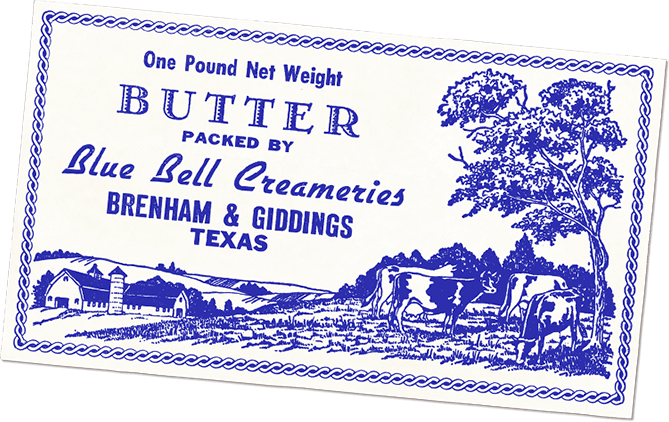 One Pound Net Weight
BUTTER
PACKED BY
Blue Bell Creameries
BRENHAM & GIDDINGS
TEXAS